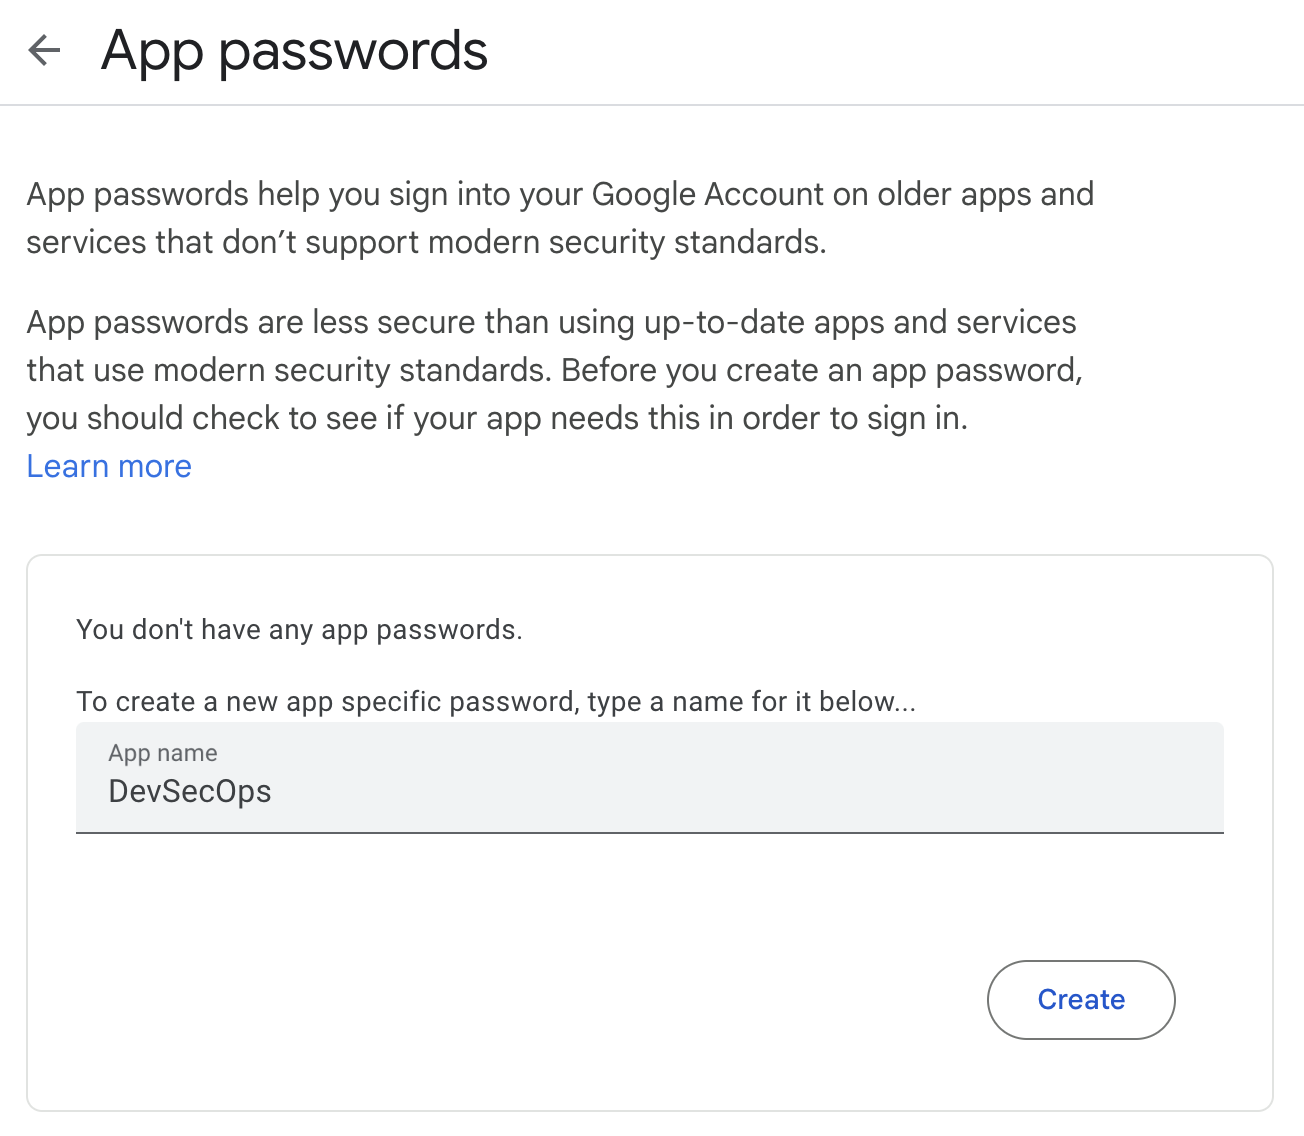 App passwords
App passwords help you sign into your Google Account on older apps and
services that don’t support modern security standards.
App passwords are less secure than using up-to-date apps and services
that use modern security standards. Before you create an app password,
you should check to see if your app needs this in order to sign in.
Learn more
You don't have any app passwords.
To create a new app specific password, type a name for it below...
App name
DevSecOps
Create